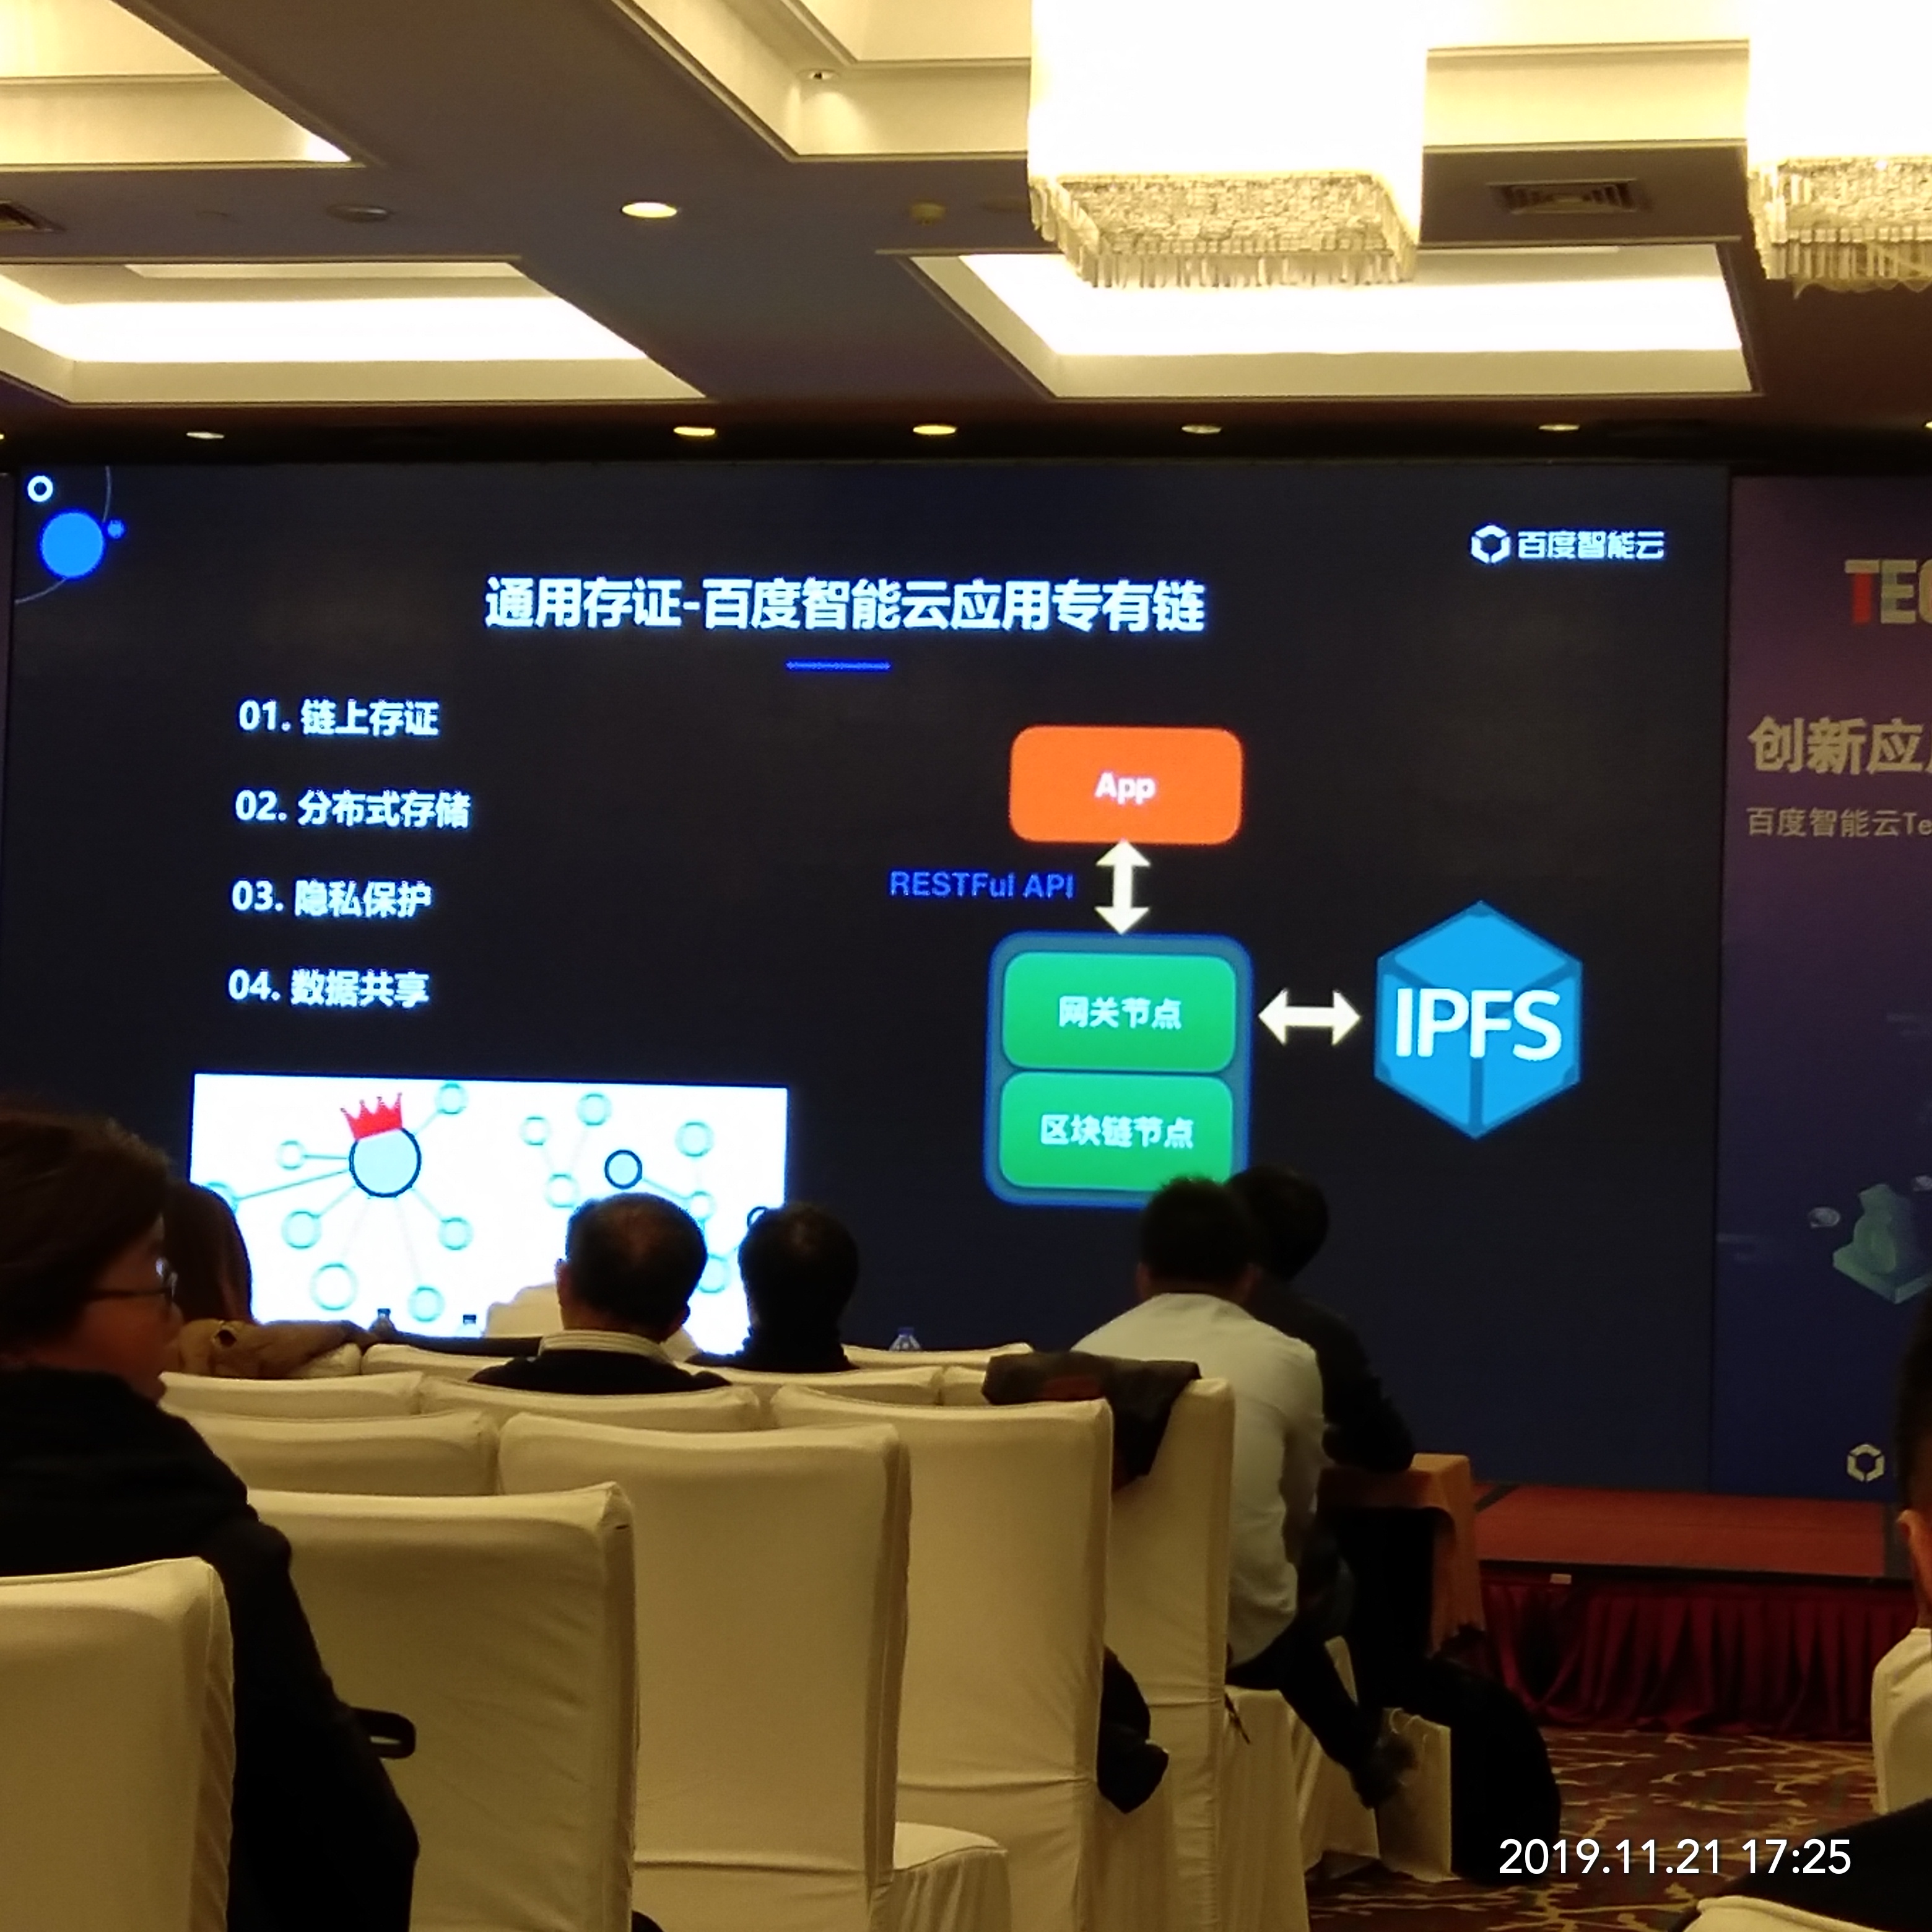 百度智能云
通用存证-百度智能云应用专有链
01. 链上存证
02. 分布式存储
03. 隐私保护
04. 数据共享
App
RESTFul API
网关节点
区块链节点
IPFS
创新应
百度智能云Te
2019.11.21 17:25